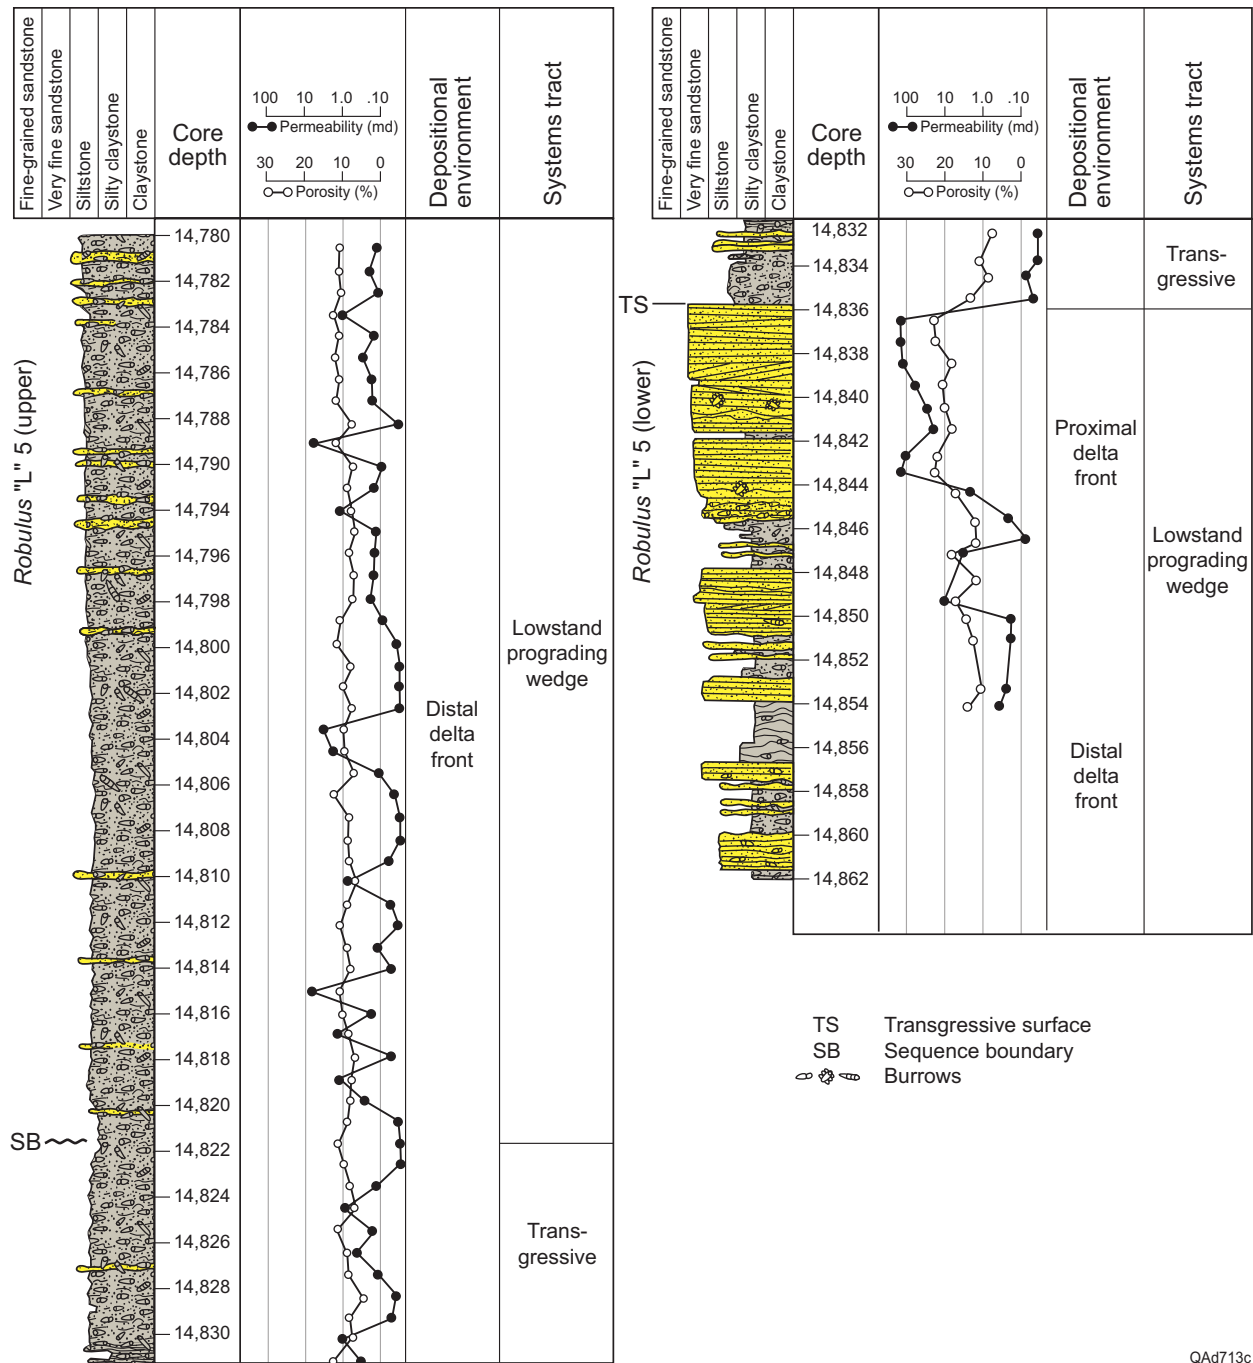 Fine-grained sandstone
Very fine sandstone
Siltstone
Silty claystone
Claystone
Core
depth
100 10 1.0 .10
Permeability (md)
30 20 10 0
Porosity (%)
Depositional
environment
Systems tract
Robulus "L" 5 (upper)
14,780
14,782
14,784
14,786
14,788
14,790
14,794
14,796
14,798
14,800
14,802
14,804
14,806
14,808
14,810
14,812
14,814
14,816
14,818
14,820
14,822
14,824
14,826
14,828
14,830
SB
Distal
delta
front
Lowstand
prograding
wedge
Trans-
gressive
Fine-grained sandstone
Very fine sandstone
Siltstone
Silty claystone
Claystone
Core
depth
100 10 1.0 .10
Permeability (md)
30 20 10 0
Porosity (%)
Depositional
environment
Systems tract
Robulus "L" 5 (lower)
TS
14,832
14,834
14,836
14,838
14,840
14,842
14,844
14,846
14,848
14,850
14,852
14,854
14,856
14,858
14,860
14,862
Proximal
delta
front
Distal
delta
front
Trans-
gressive
Lowstand
prograding
wedge
TS Transgressive surface
SB Sequence boundary
Burrows
QAd713c